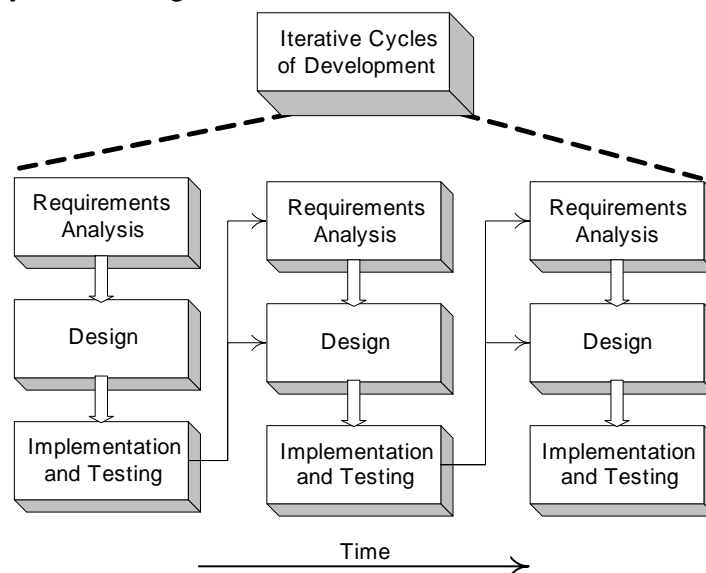 Iterative Cycles
of Development
Requirements
Analysis
Requirements
Analysis
Requirements
Analysis
Design
Design
Design
Implementation
and Testing
Implementation
and Testing
Implementation
and Testing
Time